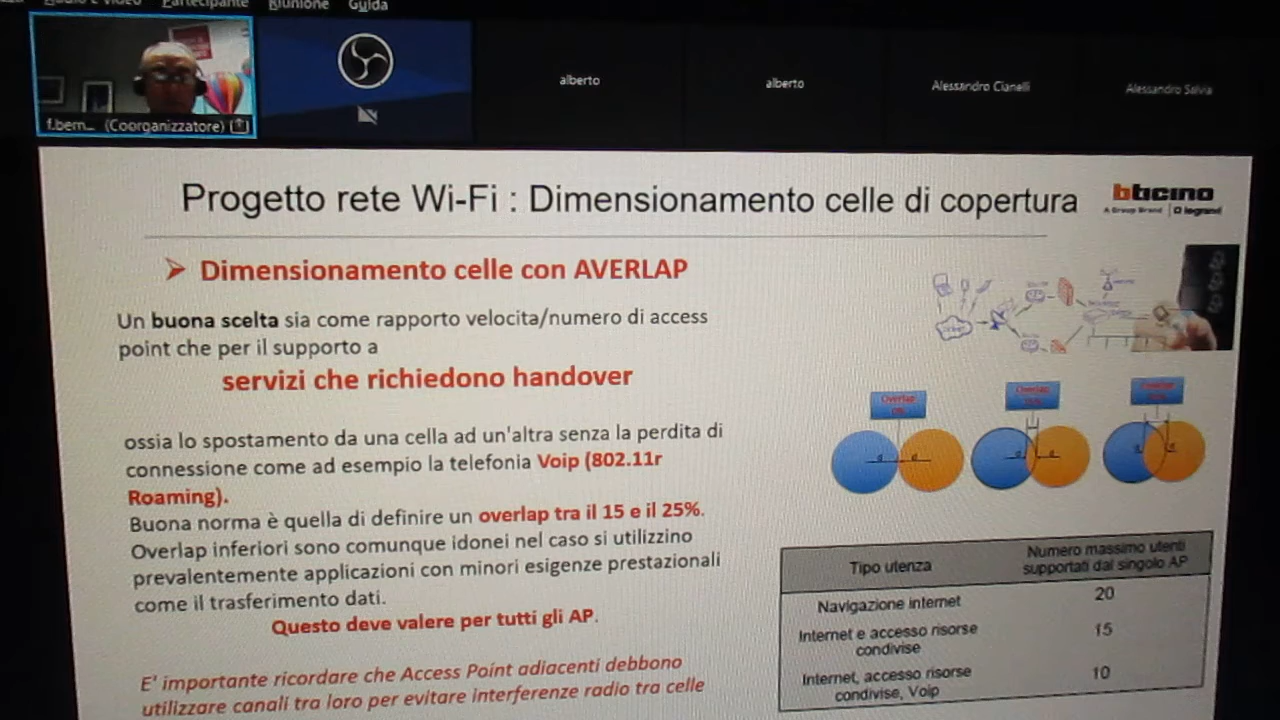 Audio e video Partecipante Riunione Guida
f.bern... (Coorganizzatore)
alberto
alberto
Alessandro Cianelli
Alessandro Salvia
Progetto rete Wi-Fi : Dimensionamento celle di copertura
bticino
A Group Brand | legrand
➢ Dimensionamento celle con AVERLAP
Un buona scelta sia come rapporto velocita/numero di access
point che per il supporto a
servizi che richiedono handover
ossia lo spostamento da una cella ad un'altra senza la perdita di
connessione come ad esempio la telefonia Voip (802.11r
Roaming).
Buona norma è quella di definire un overlap tra il 15 e il 25%.
Overlap inferiori sono comunque idonei nel caso si utilizzino
prevalentemente applicazioni con minori esigenze prestazionali
come il trasferimento dati.
Questo deve valere per tutti gli AP.
E' importante ricordare che Access Point adiacenti debbono
utilizzare canali tra loro per evitare interferenze radio tra celle
Overlap
0%
Overlap
Overlap
d d
d d
d d
Tipo utenza
Numero massimo utenti
supportati dal singolo AP
Navigazione internet 20
Internet e accesso risorse
condivise 15
Internet, accesso risorse
condivise, Voip 10